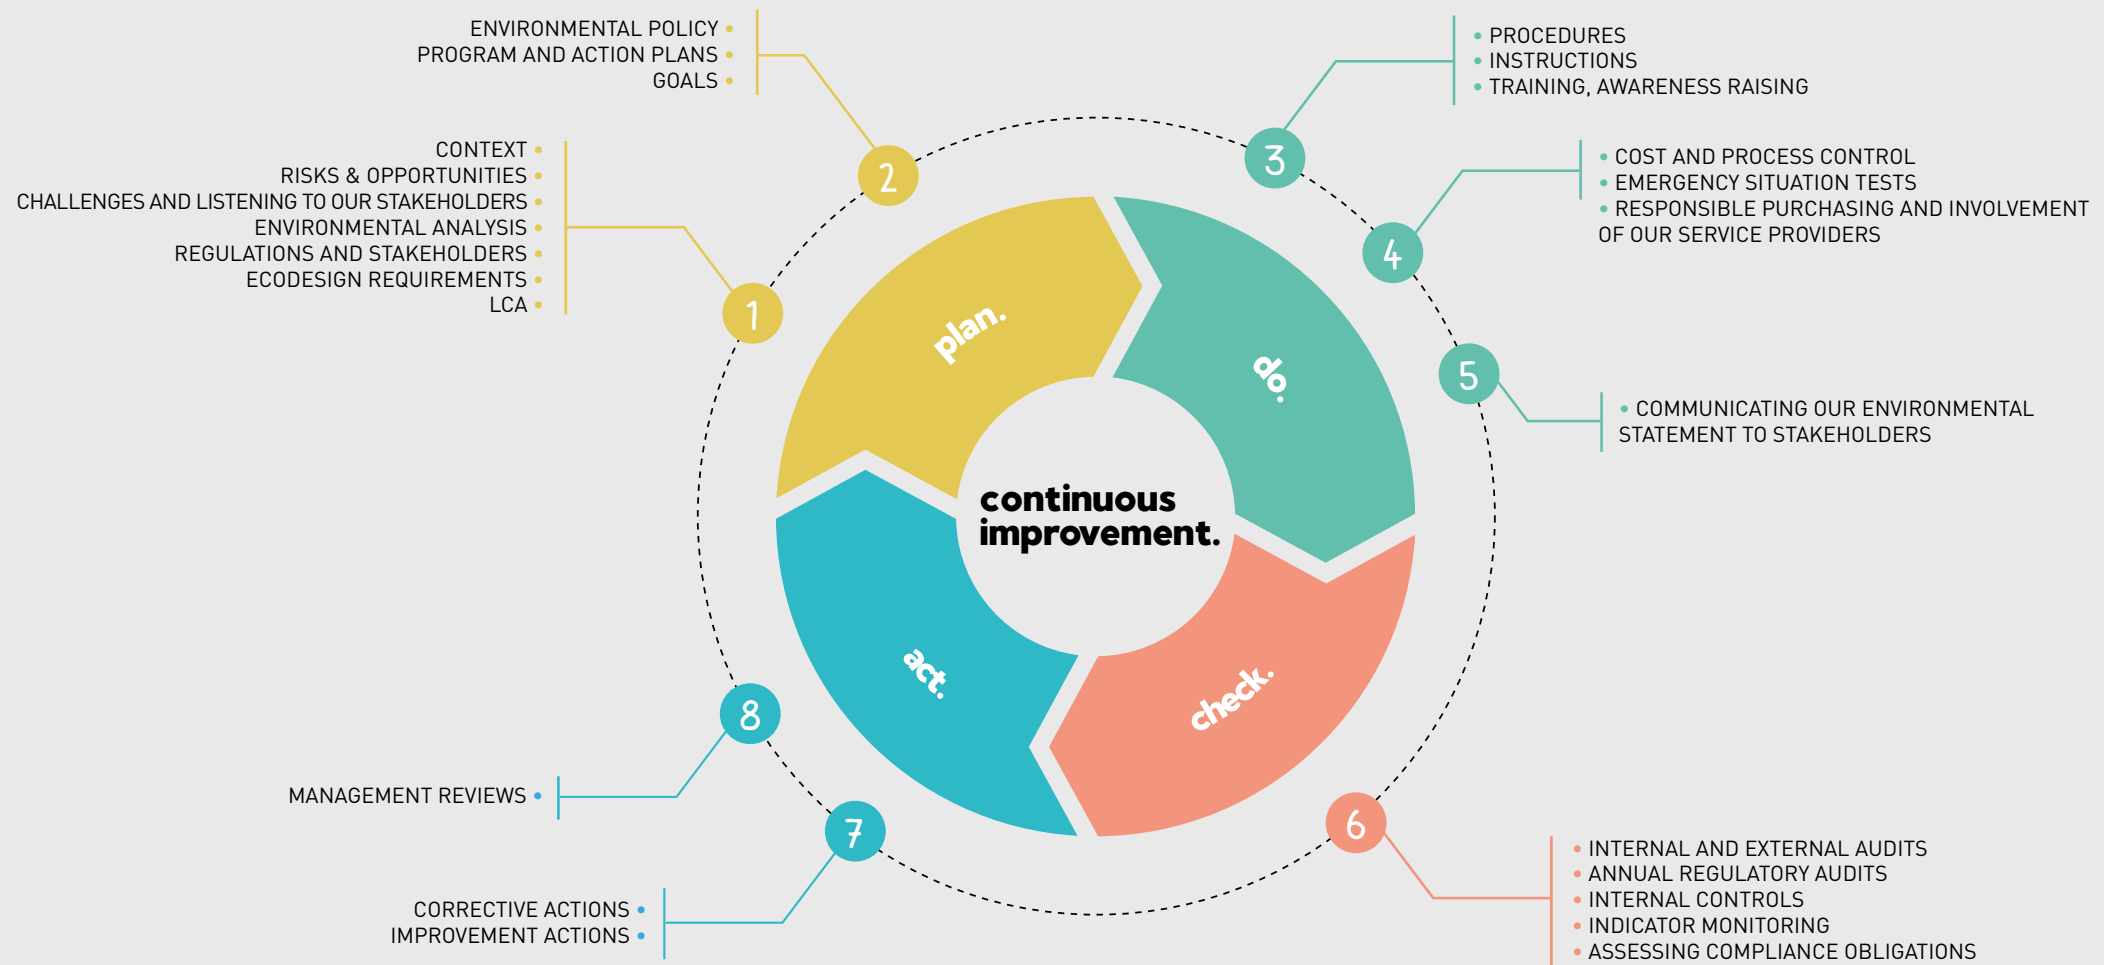 ENVIRONMENTAL POLICY •
PROGRAM AND ACTION PLANS •
GOALS •
2
CONTEXT •
RISKS & OPPORTUNITIES •
CHALLENGES AND LISTENING TO OUR STAKEHOLDERS •
ENVIRONMENTAL ANALYSIS •
REGULATIONS AND STAKEHOLDERS •
ECODESIGN REQUIREMENTS •
LCA •
1
• PROCEDURES
• INSTRUCTIONS
• TRAINING, AWARENESS RAISING
3
• COST AND PROCESS CONTROL
• EMERGENCY SITUATION TESTS
• RESPONSIBLE PURCHASING AND INVOLVEMENT
OF OUR SERVICE PROVIDERS
4
5
• COMMUNICATING OUR ENVIRONMENTAL
STATEMENT TO STAKEHOLDERS
plan.
do.
continuous
improvement.
act.
check.
8
MANAGEMENT REVIEWS •
7
CORRECTIVE ACTIONS •
IMPROVEMENT ACTIONS •
6
• INTERNAL AND EXTERNAL AUDITS
• ANNUAL REGULATORY AUDITS
• INTERNAL CONTROLS
• INDICATOR MONITORING
• ASSESSING COMPLIANCE OBLIGATIONS